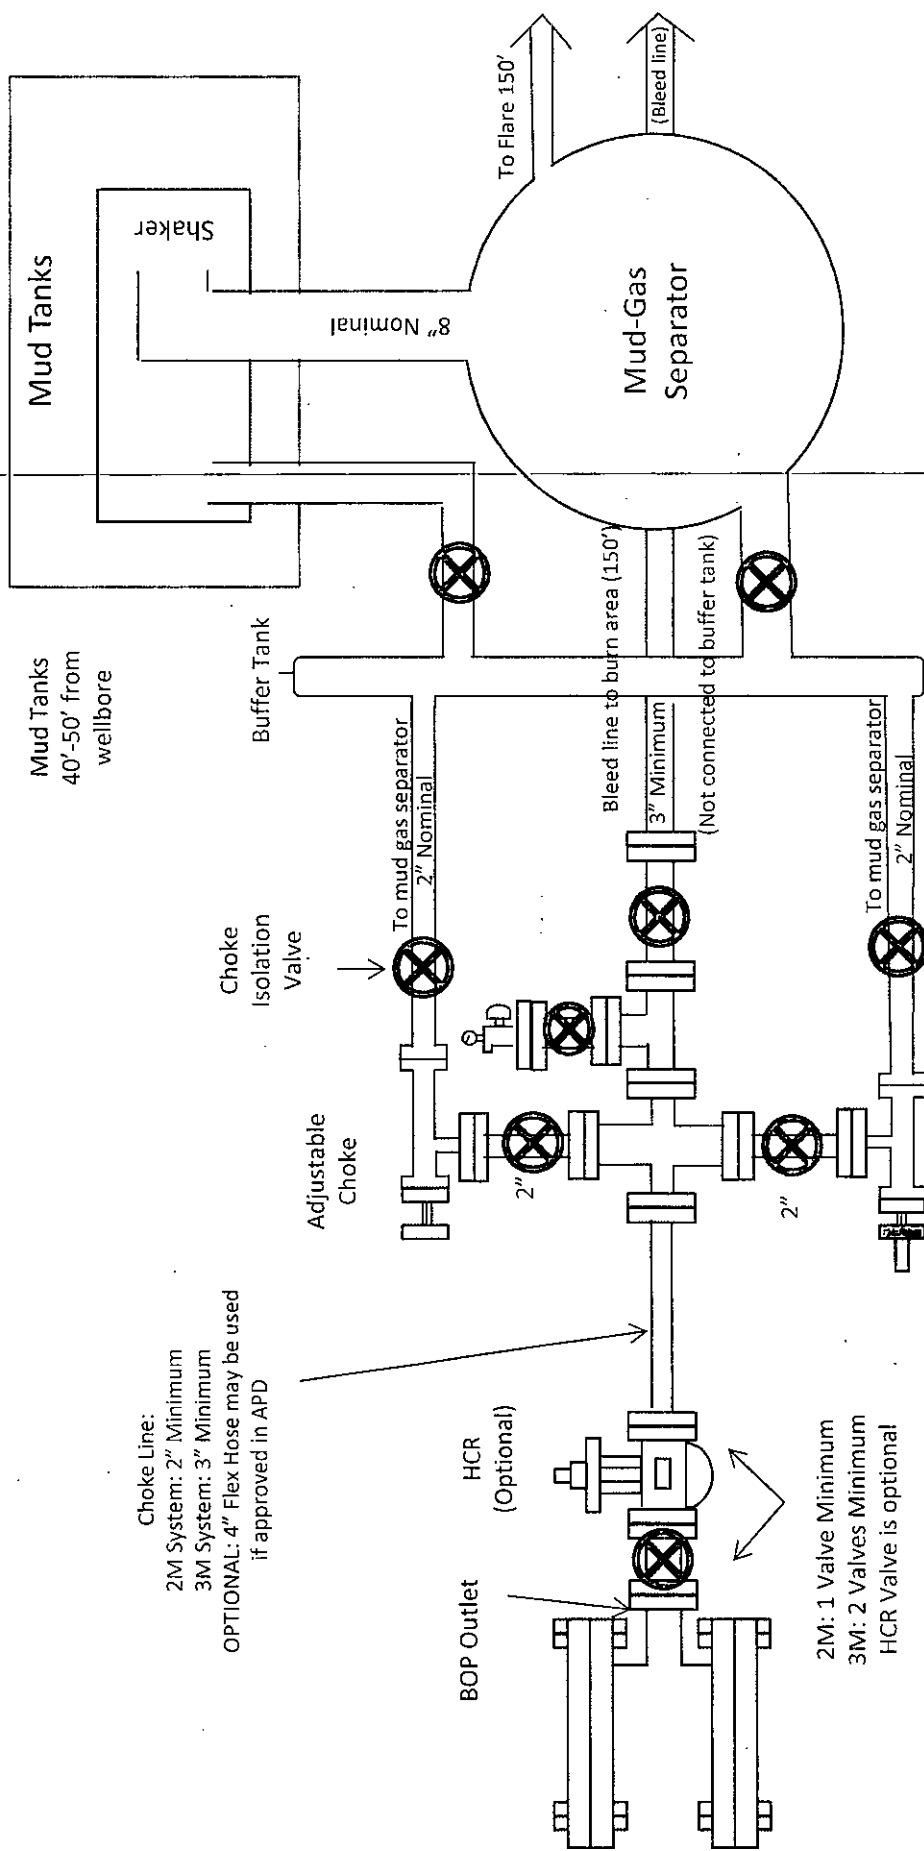 Choke Line:
2M System: 2" Minimum
3M System: 3" Minimum
OPTIONAL: 4" Flex Hose may be used
if approved in APD
BOP Outlet
HCR
(Optional)
2M: 1 Valve Minimum
3M: 2 Valves Minimum
HCR Valve is optional
Adjustable
Choke
2"
2"
Choke
Isolation
Valve
To mud gas separator
2" Nominal
Bleed line to burn area (150')
3" Minimum
(Not connected to buffer tank)
To mud gas separator
2" Nominal
Buffer Tank
Mud Tanks
40'-50' from
wellbore
Mud Tanks
Shaker
8" Nominal
Mud-Gas
Separator
To Flare 150'
(Bleed line)